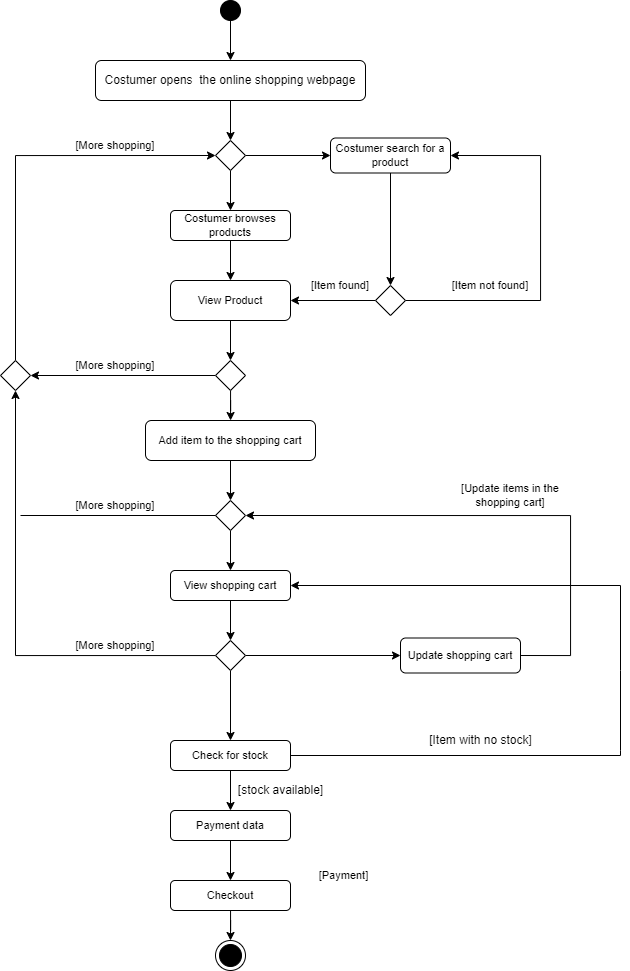 Costumer opens  the online shopping webpage
[More shopping]
Costumer search for a
product
Costumer browses
products
[Item found]
[Item not found]
View Product
[More shopping]
Add item to the shopping cart
[Update items in the
shopping cart]
[More shopping]
View shopping cart
[More shopping]
Update shopping cart
[Item with no stock]
Check for stock
[stock available]
Payment data
[Payment]
Checkout